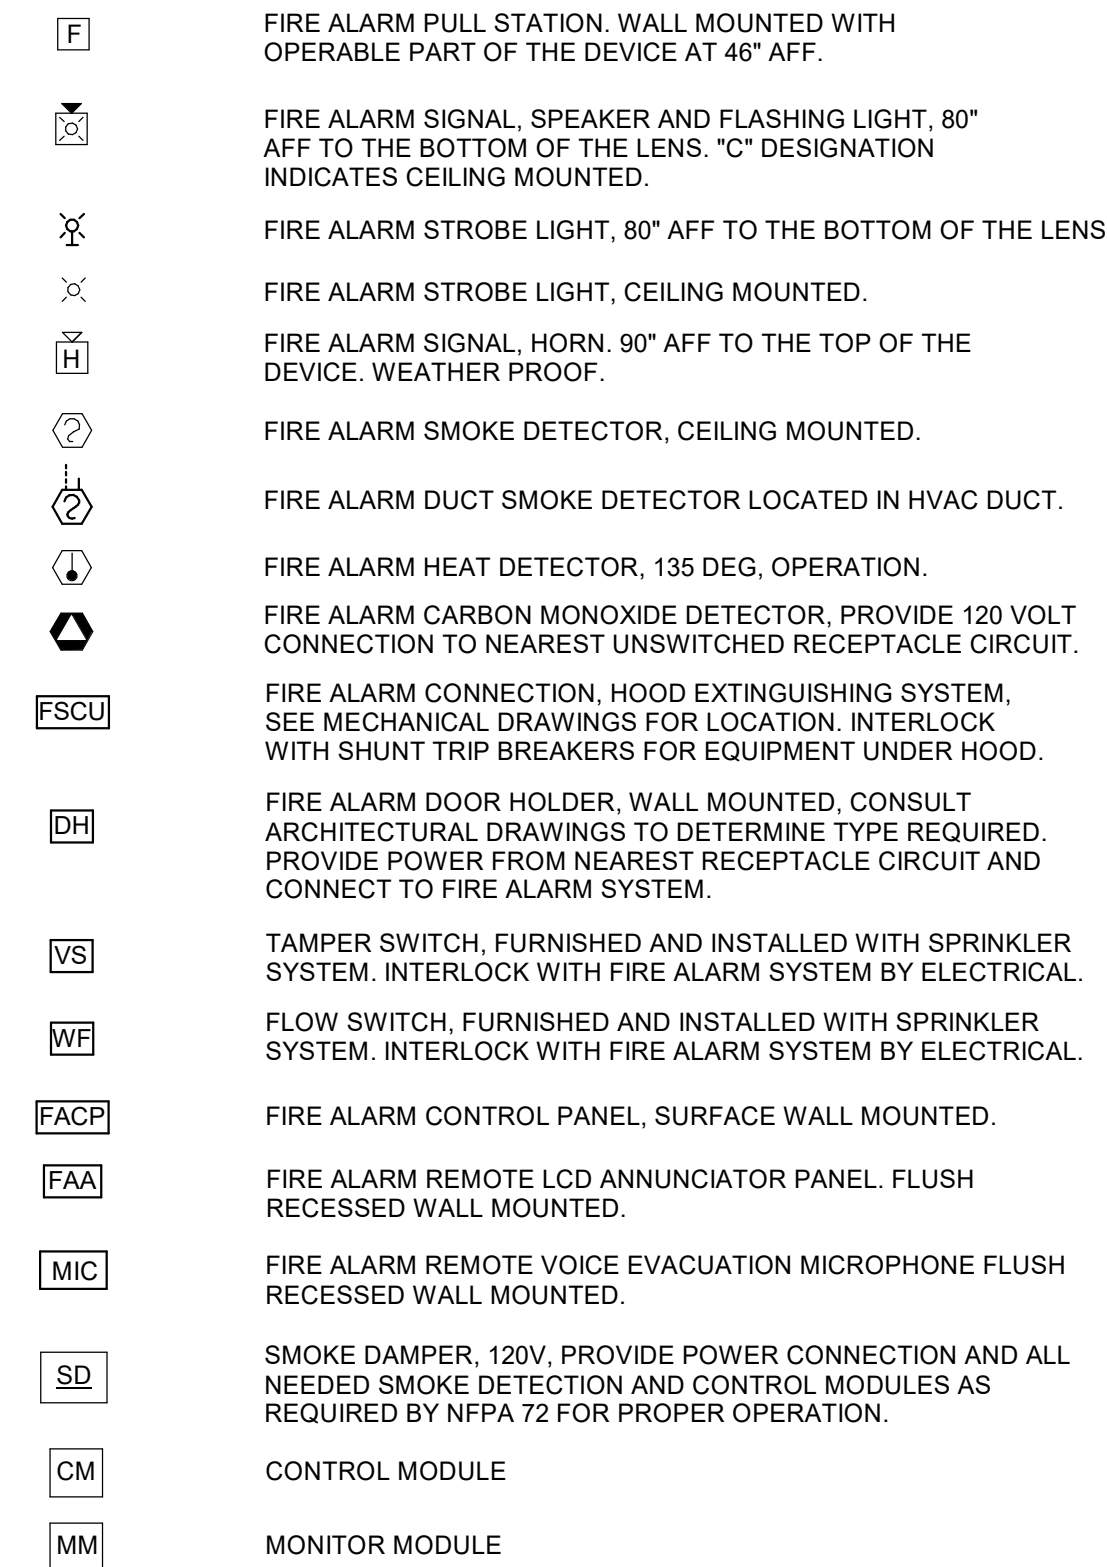 F
FIRE ALARM PULL STATION. WALL MOUNTED WITH
OPERABLE PART OF THE DEVICE AT 46" AFF.
FIRE ALARM SIGNAL, SPEAKER AND FLASHING LIGHT, 80"
AFF TO THE BOTTOM OF THE LENS. "C" DESIGNATION
INDICATES CEILING MOUNTED.
FIRE ALARM STROBE LIGHT, 80" AFF TO THE BOTTOM OF THE LENS
FIRE ALARM STROBE LIGHT, CEILING MOUNTED.
H
FIRE ALARM SIGNAL, HORN. 90" AFF TO THE TOP OF THE
DEVICE. WEATHER PROOF.
FIRE ALARM SMOKE DETECTOR, CEILING MOUNTED.
FIRE ALARM DUCT SMOKE DETECTOR LOCATED IN HVAC DUCT.
FIRE ALARM HEAT DETECTOR, 135 DEG, OPERATION.
FIRE ALARM CARBON MONOXIDE DETECTOR, PROVIDE 120 VOLT
CONNECTION TO NEAREST UNSWITCHED RECEPTACLE CIRCUIT.
FSCU
FIRE ALARM CONNECTION, HOOD EXTINGUISHING SYSTEM,
SEE MECHANICAL DRAWINGS FOR LOCATION. INTERLOCK
WITH SHUNT TRIP BREAKERS FOR EQUIPMENT UNDER HOOD.
DH
FIRE ALARM DOOR HOLDER, WALL MOUNTED, CONSULT
ARCHITECTURAL DRAWINGS TO DETERMINE TYPE REQUIRED.
PROVIDE POWER FROM NEAREST RECEPTACLE CIRCUIT AND
CONNECT TO FIRE ALARM SYSTEM.
VS
TAMPER SWITCH, FURNISHED AND INSTALLED WITH SPRINKLER
SYSTEM. INTERLOCK WITH FIRE ALARM SYSTEM BY ELECTRICAL.
WF
FLOW SWITCH, FURNISHED AND INSTALLED WITH SPRINKLER
SYSTEM. INTERLOCK WITH FIRE ALARM SYSTEM BY ELECTRICAL.
FACP
FIRE ALARM CONTROL PANEL, SURFACE WALL MOUNTED.
FAA
FIRE ALARM REMOTE LCD ANNUNCIATOR PANEL. FLUSH
RECESSED WALL MOUNTED.
MIC
FIRE ALARM REMOTE VOICE EVACUATION MICROPHONE FLUSH
RECESSED WALL MOUNTED.
SD
SMOKE DAMPER, 120V, PROVIDE POWER CONNECTION AND ALL
NEEDED SMOKE DETECTION AND CONTROL MODULES AS
REQUIRED BY NFPA 72 FOR PROPER OPERATION.
CM
CONTROL MODULE
MM
MONITOR MODULE